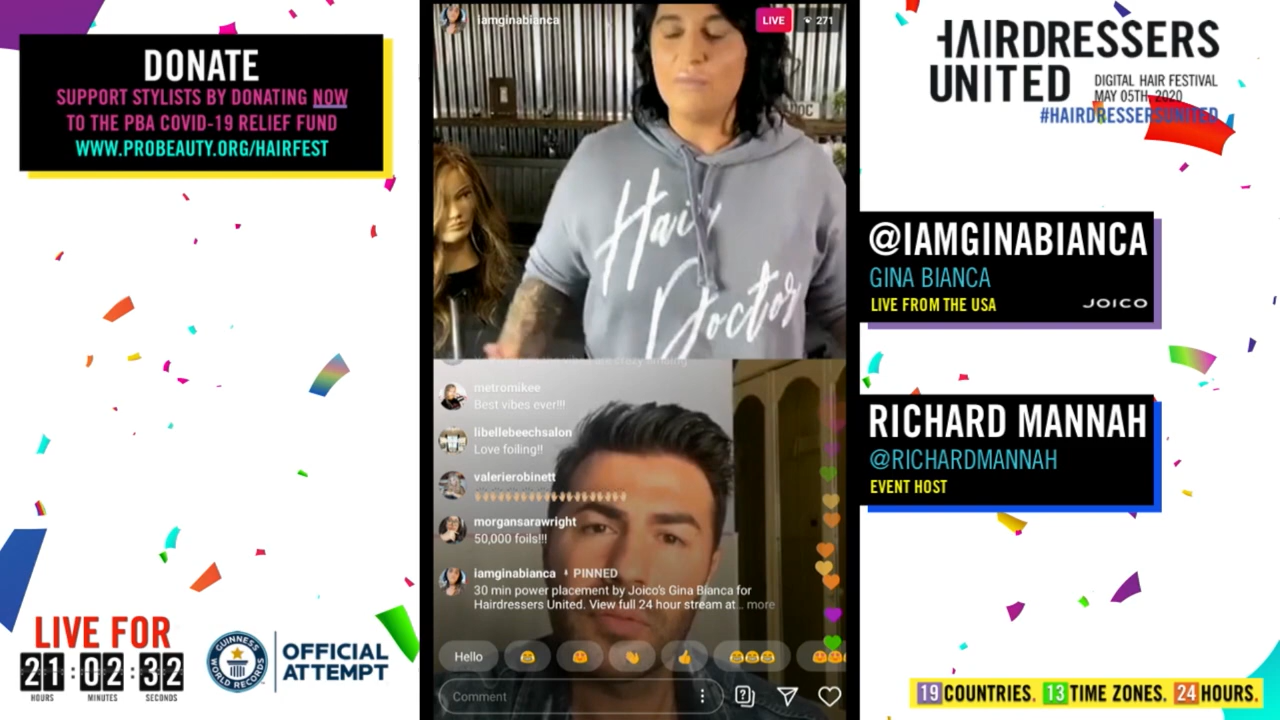 DONATE
SUPPORT STYLISTS BY DONATING NOW
TO THE PBA COVID-19 RELIEF FUND
WWW.PROBEAUTY.ORG/HAIRFEST
LIVE FOR
21:02:32
HOURS MINUTES SECONDS
GUINNESS
WORLD RECORDS
OFFICIAL
ATTEMPT
iamginabianca
LIVE
271
Hair
Doctor
metromikee
Best vibes ever!!!
libellebeechsalon
Love foiling!!
valerierobinett
morgansarawright
50,000 foils!!!
iamginabianca PINNED
30 min power placement by Joico's Gina Bianca for
Hairdressers United. View full 24 hour stream at... more
Hello
Comment
HAIRDRESSERS
UNITED
DIGITAL HAIR FESTIVAL
MAY 05TH, 2020
#HAIRDRESSERSUNITED
@IAMGINABIANCA
GINA BIANCA
LIVE FROM THE USA
JOICO
RICHARD MANNAH
@RICHARDMANNAH
EVENT HOST
19 COUNTRIES. 13 TIME ZONES. 24 HOURS.